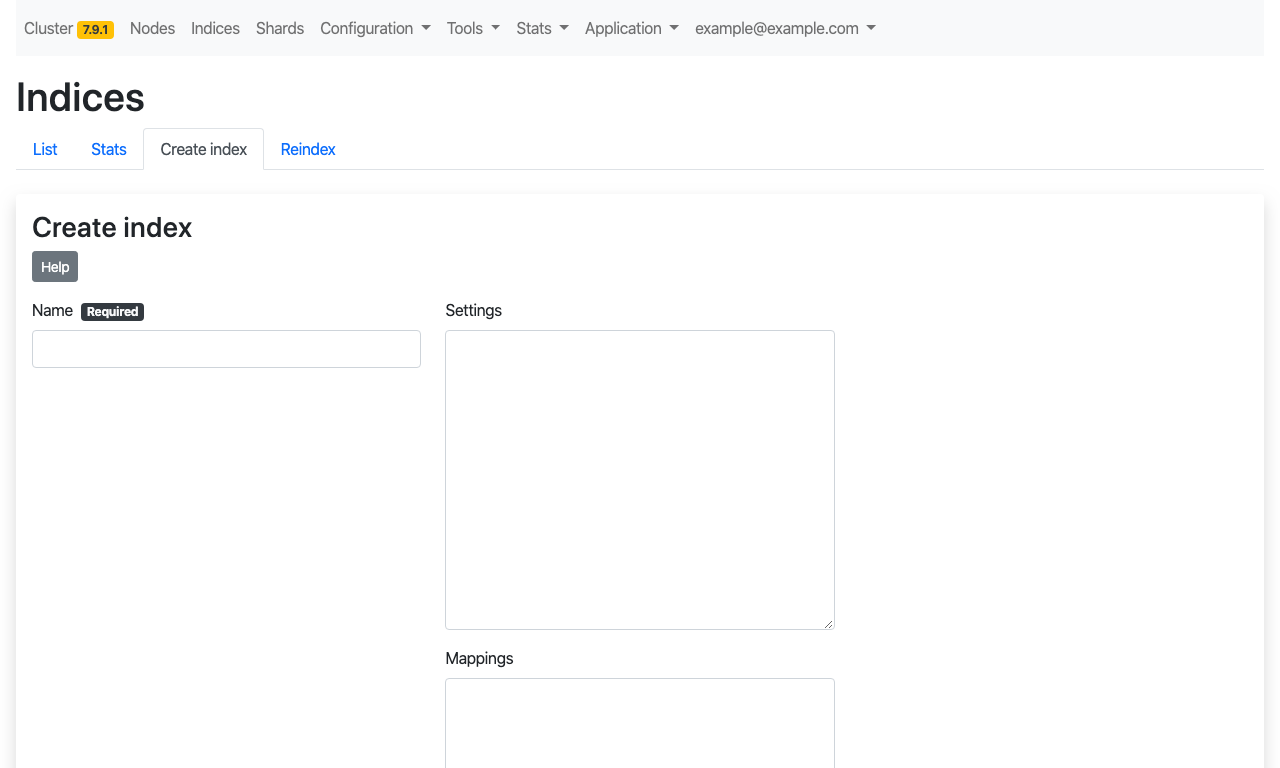 Cluster 7.9.1 Nodes Indices Shards Configuration Tools Stats Application example@example.com
Indices
List Stats Create index Reindex
Create index
Help
Name Required
Settings
Mappings